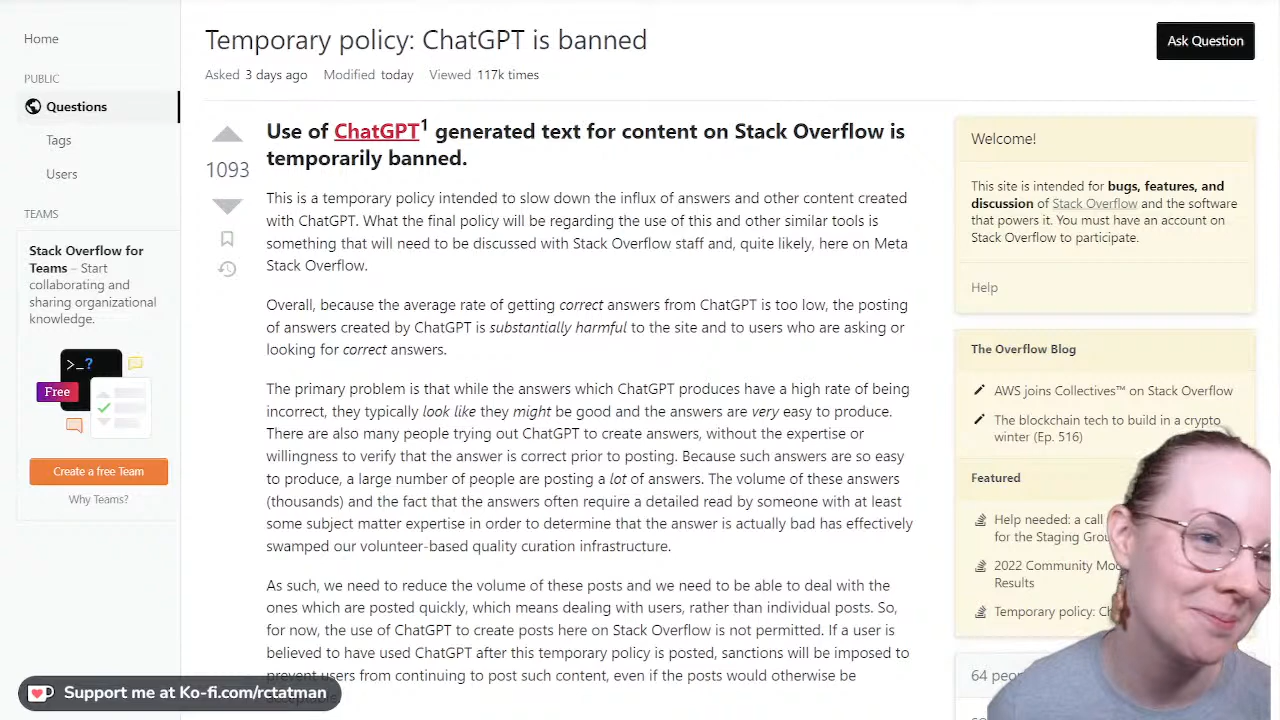 Home
PUBLIC
Questions
Tags
Users
TEAMS
Stack Overflow for
Teams – Start
collaborating and
sharing organizational
knowledge.
>_?
Free
Create a free Team
Why Teams?
Temporary policy: ChatGPT is banned
Asked 3 days ago Modified today Viewed 117k times
Ask Question
1093
Use of ChatGPT1 generated text for content on Stack Overflow is
temporarily banned.
This is a temporary policy intended to slow down the influx of answers and other content created
with ChatGPT. What the final policy will be regarding the use of this and other similar tools is
something that will need to be discussed with Stack Overflow staff and, quite likely, here on Meta
Stack Overflow.
Overall, because the average rate of getting correct answers from ChatGPT is too low, the posting
of answers created by ChatGPT is substantially harmful to the site and to users who are asking or
looking for correct answers.
The primary problem is that while the answers which ChatGPT produces have a high rate of being
incorrect, they typically look like they might be good and the answers are very easy to produce.
There are also many people trying out ChatGPT to create answers, without the expertise or
willingness to verify that the answer is correct prior to posting. Because such answers are so easy
to produce, a large number of people are posting a lot of answers. The volume of these answers
(thousands) and the fact that the answers often require a detailed read by someone with at least
some subject matter expertise in order to determine that the answer is actually bad has effectively
swamped our volunteer-based quality curation infrastructure.
As such, we need to reduce the volume of these posts and we need to be able to deal with the
ones which are posted quickly, which means dealing with users, rather than individual posts. So,
for now, the use of ChatGPT to create posts here on Stack Overflow is not permitted. If a user is
believed to have used ChatGPT after this temporary policy is posted, sanctions will be imposed to
prevent users from continuing to post such content, even if the posts would otherwise be
Welcome!
This site is intended for bugs, features, and
discussion of Stack Overflow and the software
that powers it. You must have an account on
Stack Overflow to participate.
Help
The Overflow Blog
AWS joins Collectives™ on Stack Overflow
The blockchain tech to build in a crypto
winter (Ep. 516)
Featured
Help needed: a call
for the Staging Grou
2022 Community Mo
Results
Temporary policy: Ch
64 peop
Support me at Ko-fi.com/rctatman